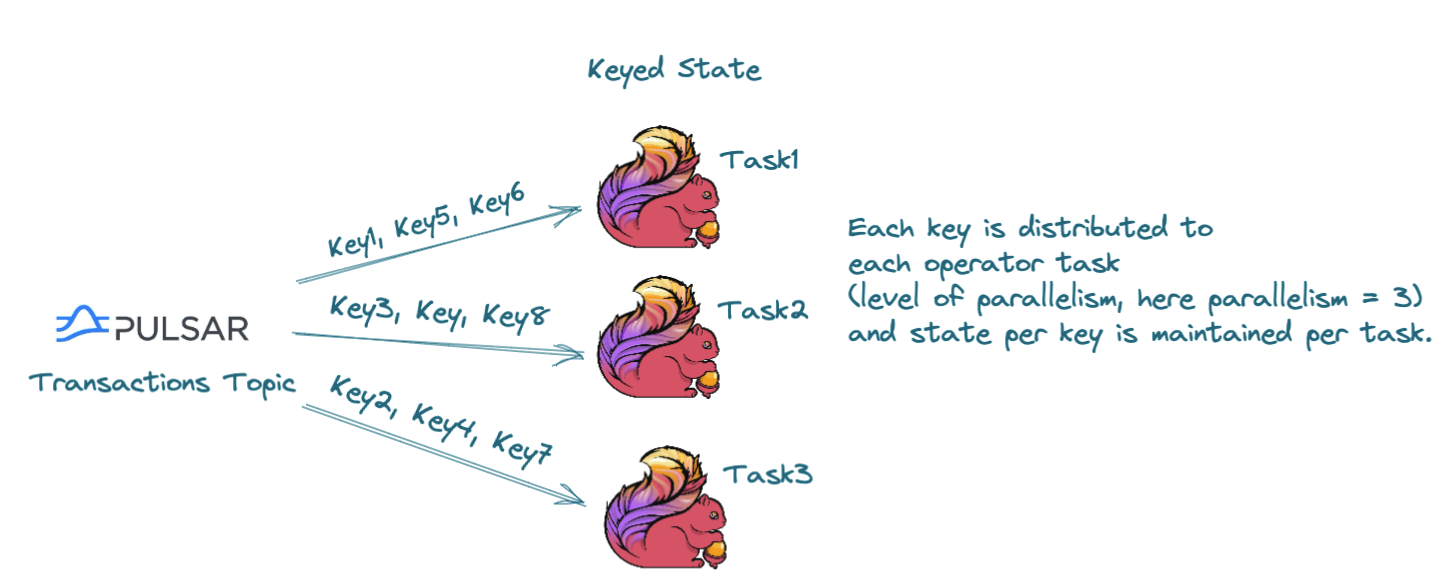 Keyed State
Task1
Key1, Key5, Key6
Each key is distributed to
each operator task
(level of parallelism, here parallelism = 3)
and state per key is maintained per task.
Key3, Key, Key8
Task2
PULSAR
Transactions Topic
Key2, Key4, Key7
Task3